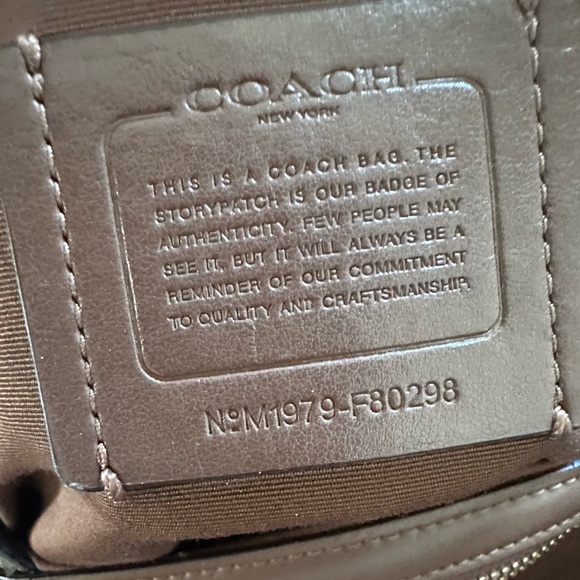 COACH
NEW YORK
THIS IS A COACH BAG. THE
STORYPATCH IS OUR BADGE OF
AUTHENTICITY. FEW PEOPLE MAY
SEE IT, BUT IT WILL ALWAYS BE A
REMINDER OF OUR COMMITMENT
TO QUALITY AND CRAFTSMANSHIP.
NºM1979-F80298